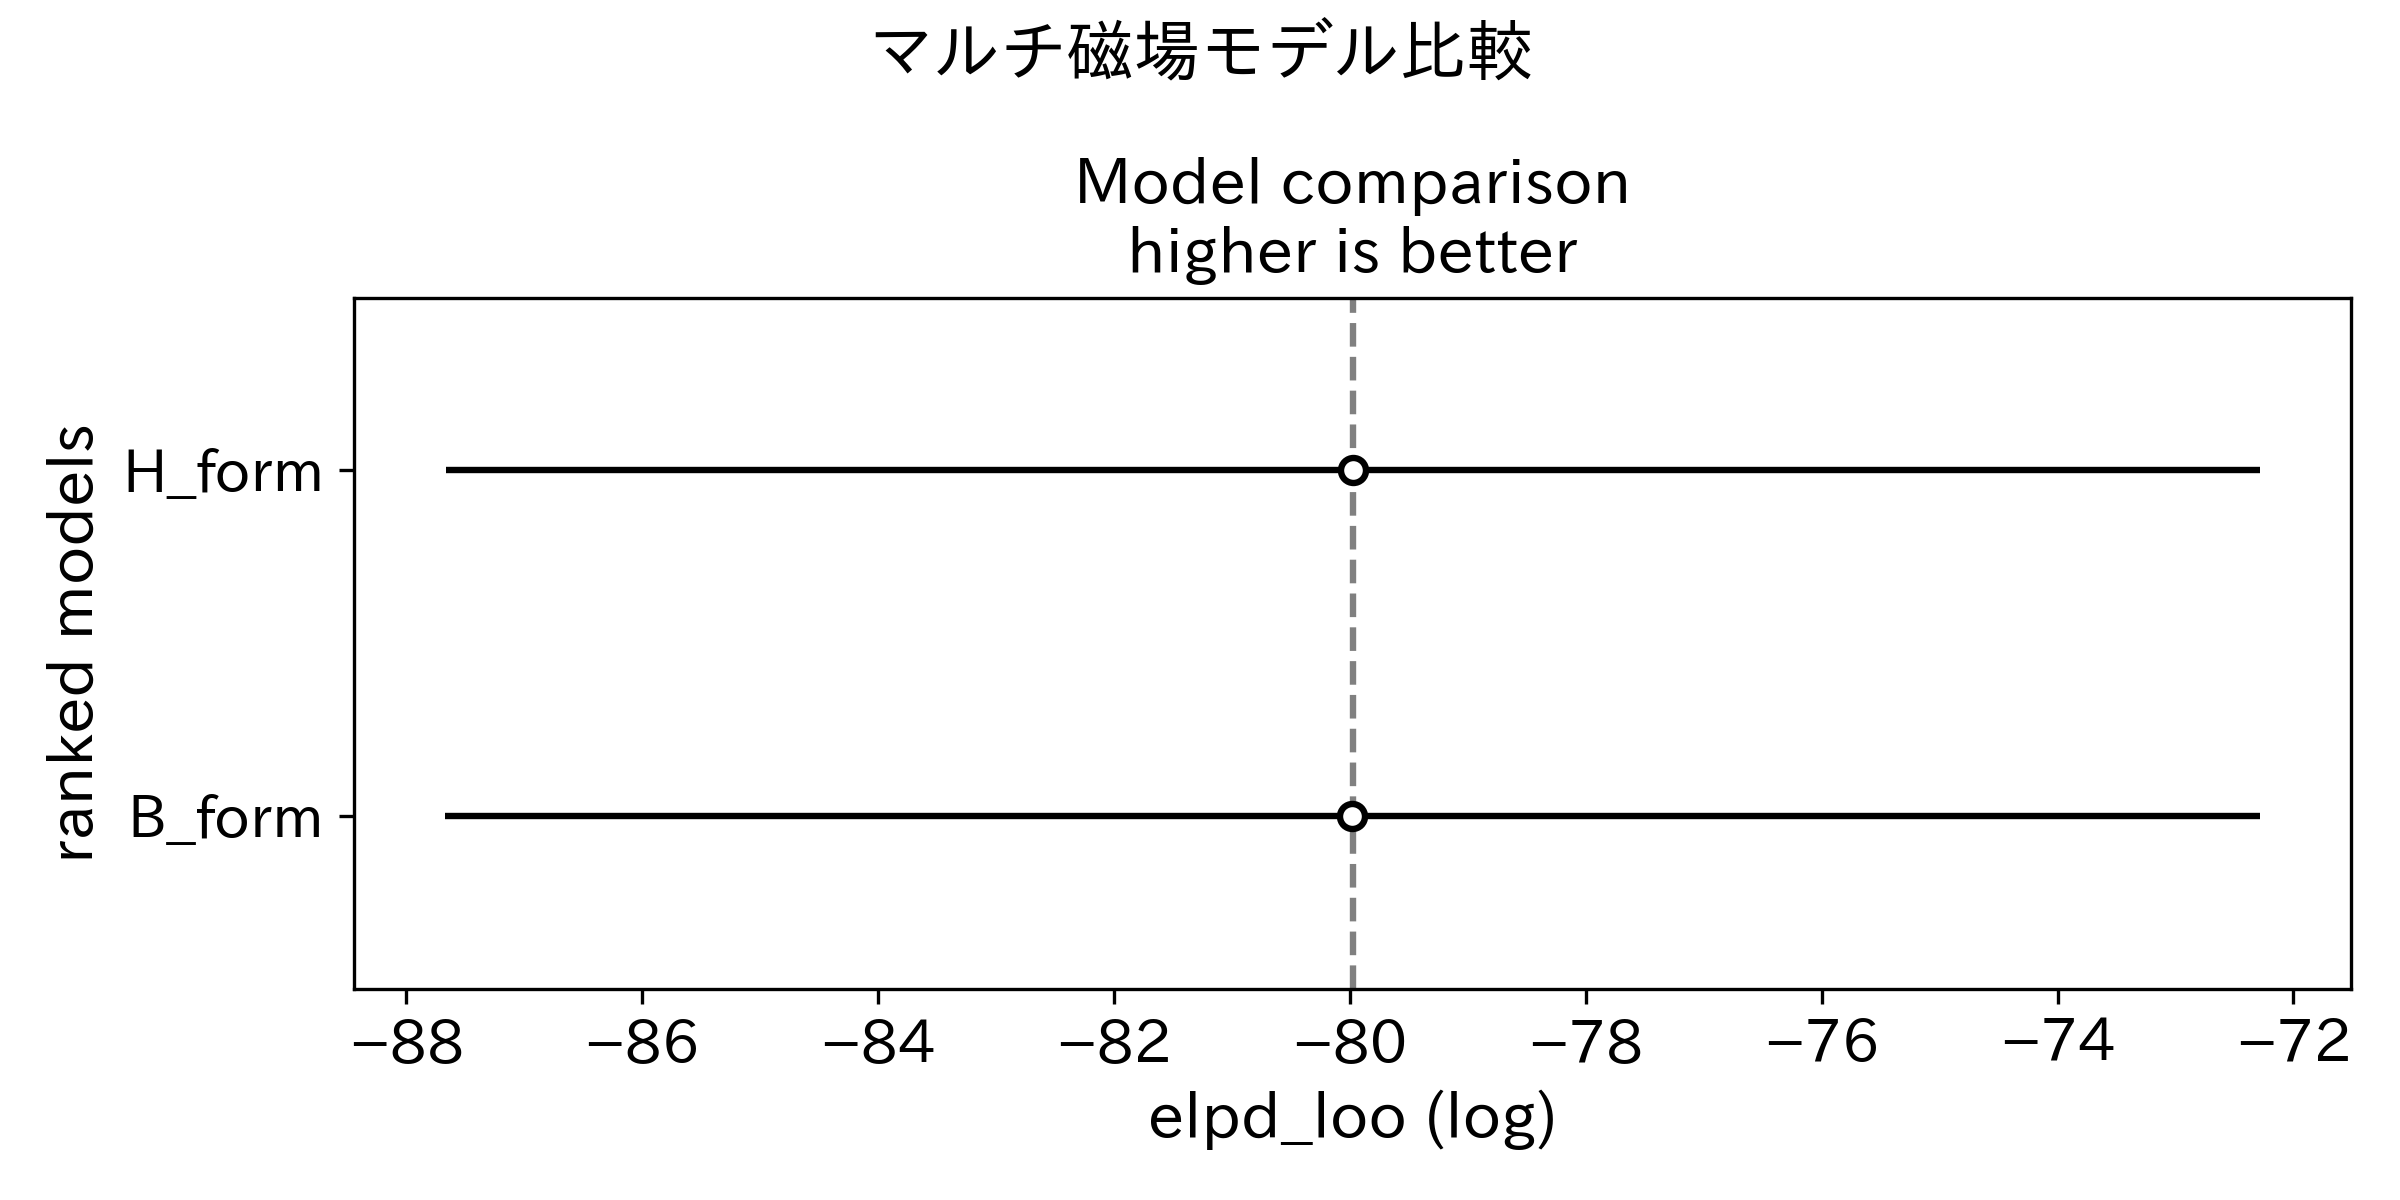 マルチ磁場モデル比較
Model comparison
higher is better
ranked models
H_form
B_form
−88 −86 −84 −82 −80 −78 −76 −74 −72
elpd_loo (log)